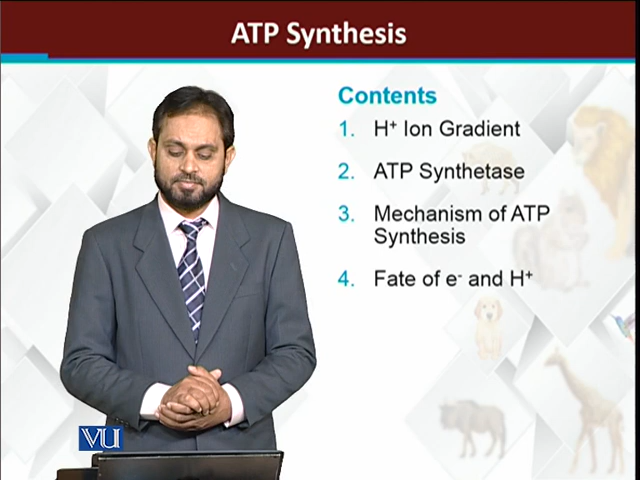 ATP Synthesis
Contents
1. H⁺ Ion Gradient
2. ATP Synthetase
3. Mechanism of ATP
Synthesis
4. Fate of e⁻ and H⁺
VU